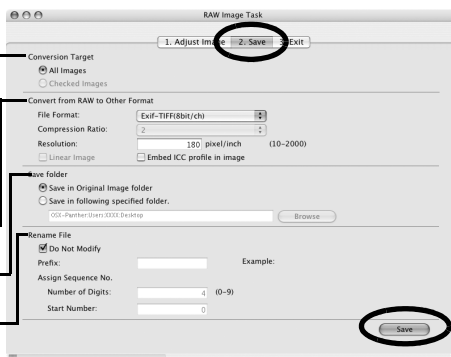 RAW Image Task
1. Adjust Image 2. Save 3. Exit
Conversion Target
All Images
Checked Images
Convert from RAW to Other Format
File Format: Exif-TIFF(8bit/ch)
Compression Ratio: 2
Resolution: 180 pixel/inch (10-2000)
Linear Image Embed ICC profile in image
Save folder
Save in Original Image folder
Save in following specified folder.
OSX-Panther:Users:XXXX:Desktop Browse
Rename File
Do Not Modify
Prefix: Example:
Assign Sequence No.
Number of Digits: 4 (0-9)
Start Number: 0
Save